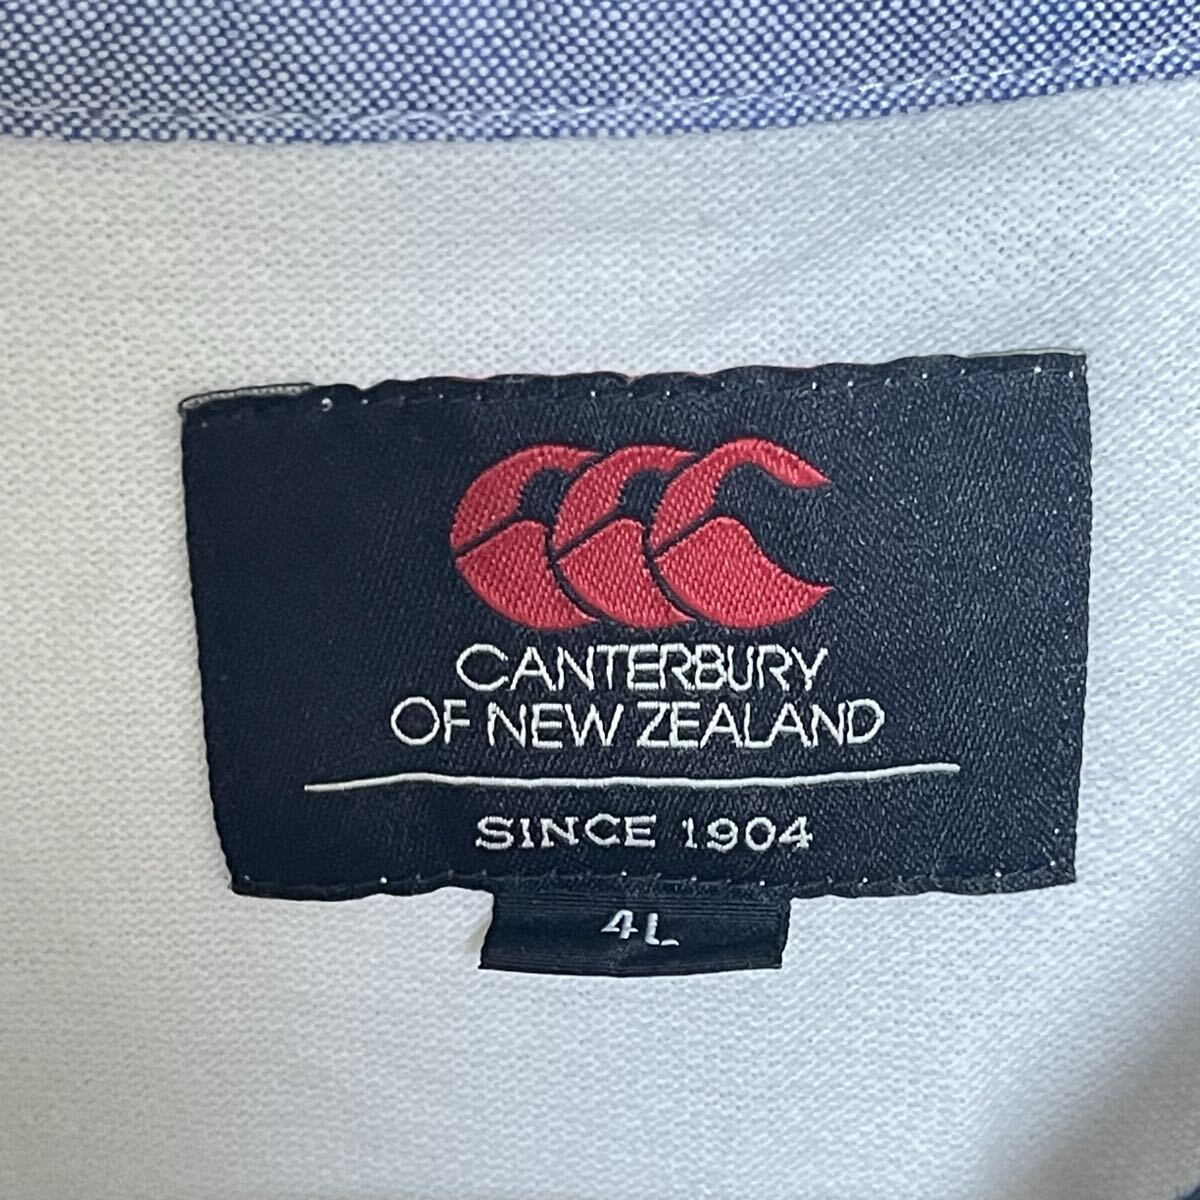 CANTERBURY
OF NEW ZEALAND
SINCE 1904
4L